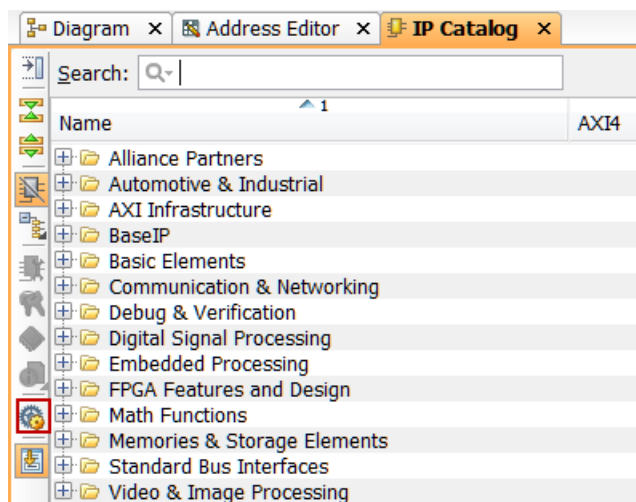 Diagram Address Editor IP Catalog
Search:
1
Name AXI4
Alliance Partners
Automotive & Industrial
AXI Infrastructure
BaseIP
Basic Elements
Communication & Networking
Debug & Verification
Digital Signal Processing
Embedded Processing
FPGA Features and Design
Math Functions
Memories & Storage Elements
Standard Bus Interfaces
Video & Image Processing